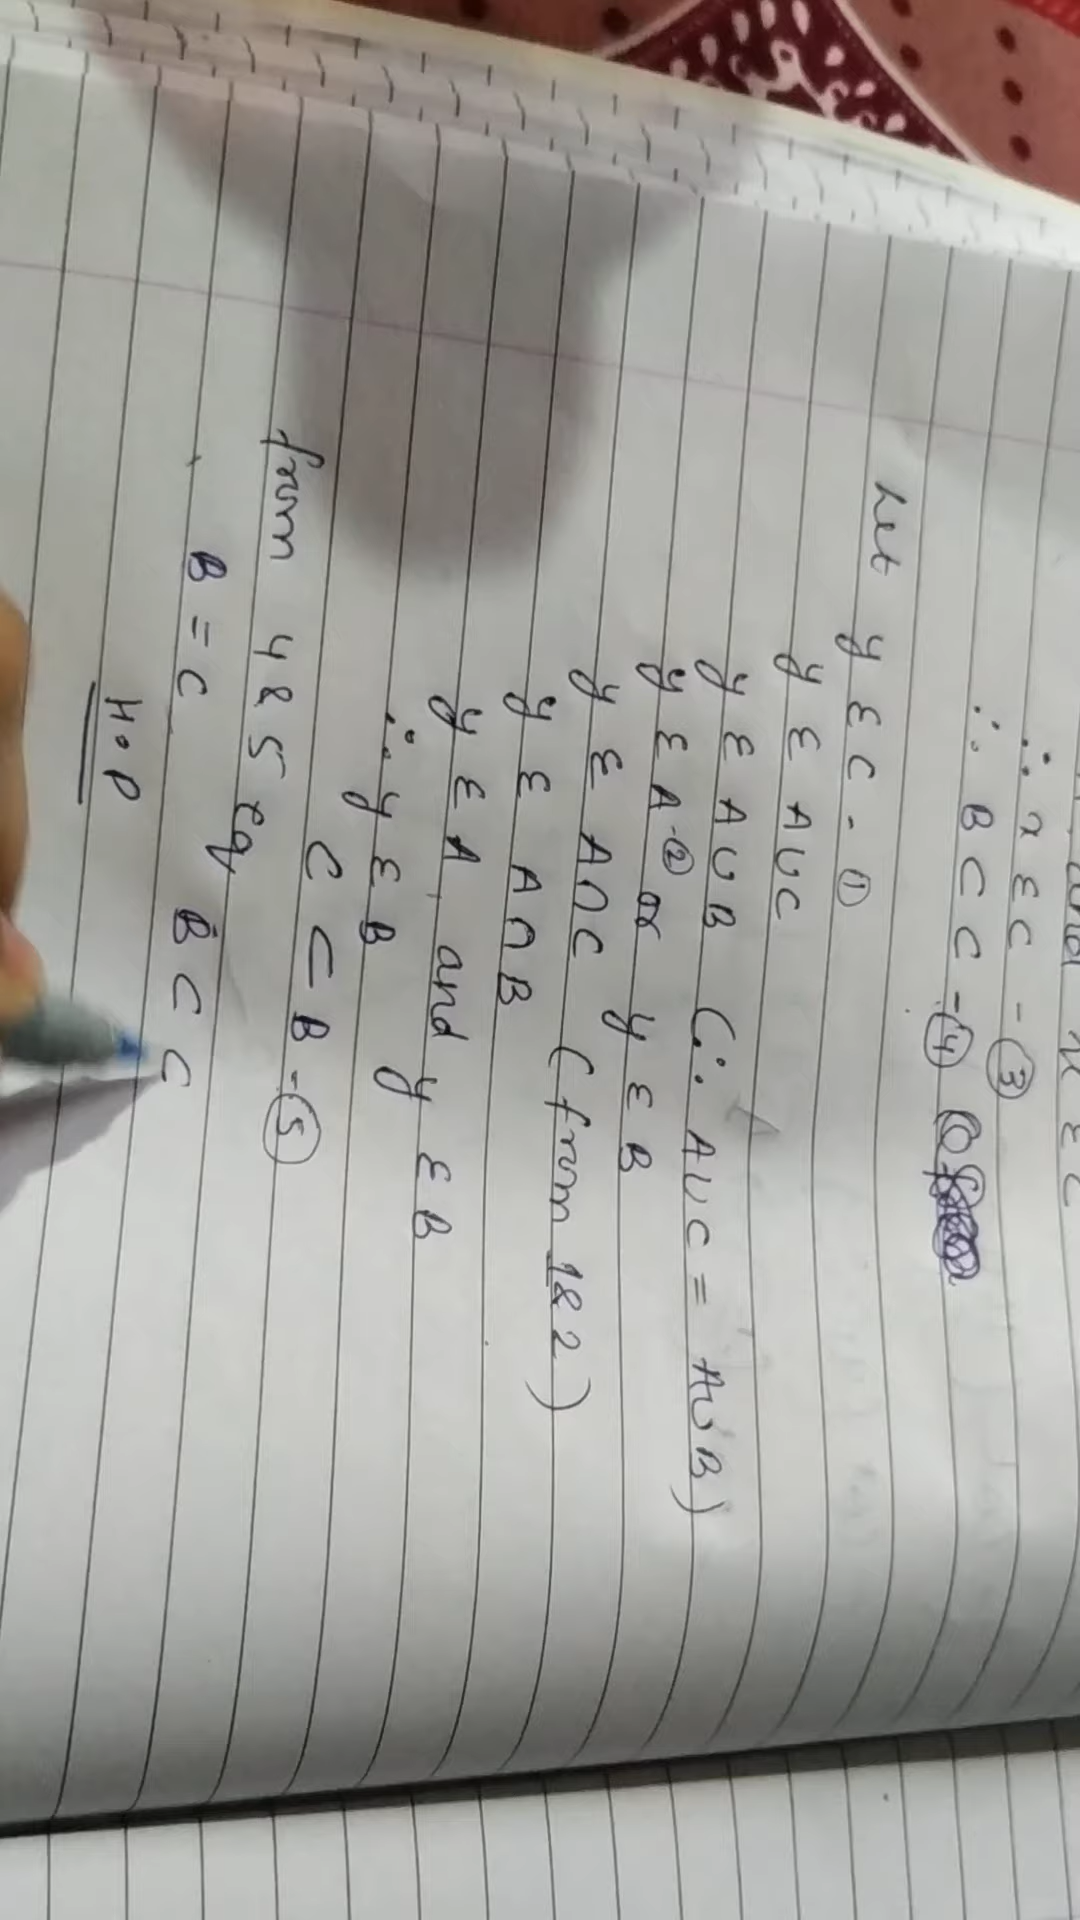 x ∈ C
∴ x ∈ C - ③
∴ B ⊂ C - ④
Let y ∈ C - ①
y ∈ A ∪ C
y ∈ A ∪ B (∵ A ∪ C = A ∪ B)
y ∈ A - ② or y ∈ B
y ∈ A ∩ C (from 1 & 2)
y ∈ A ∩ B
y ∈ A and y ∈ B
∴ y ∈ B
C ⊂ B - ⑤
from 4 & 5 eq
B = C B ⊂ C
H.P